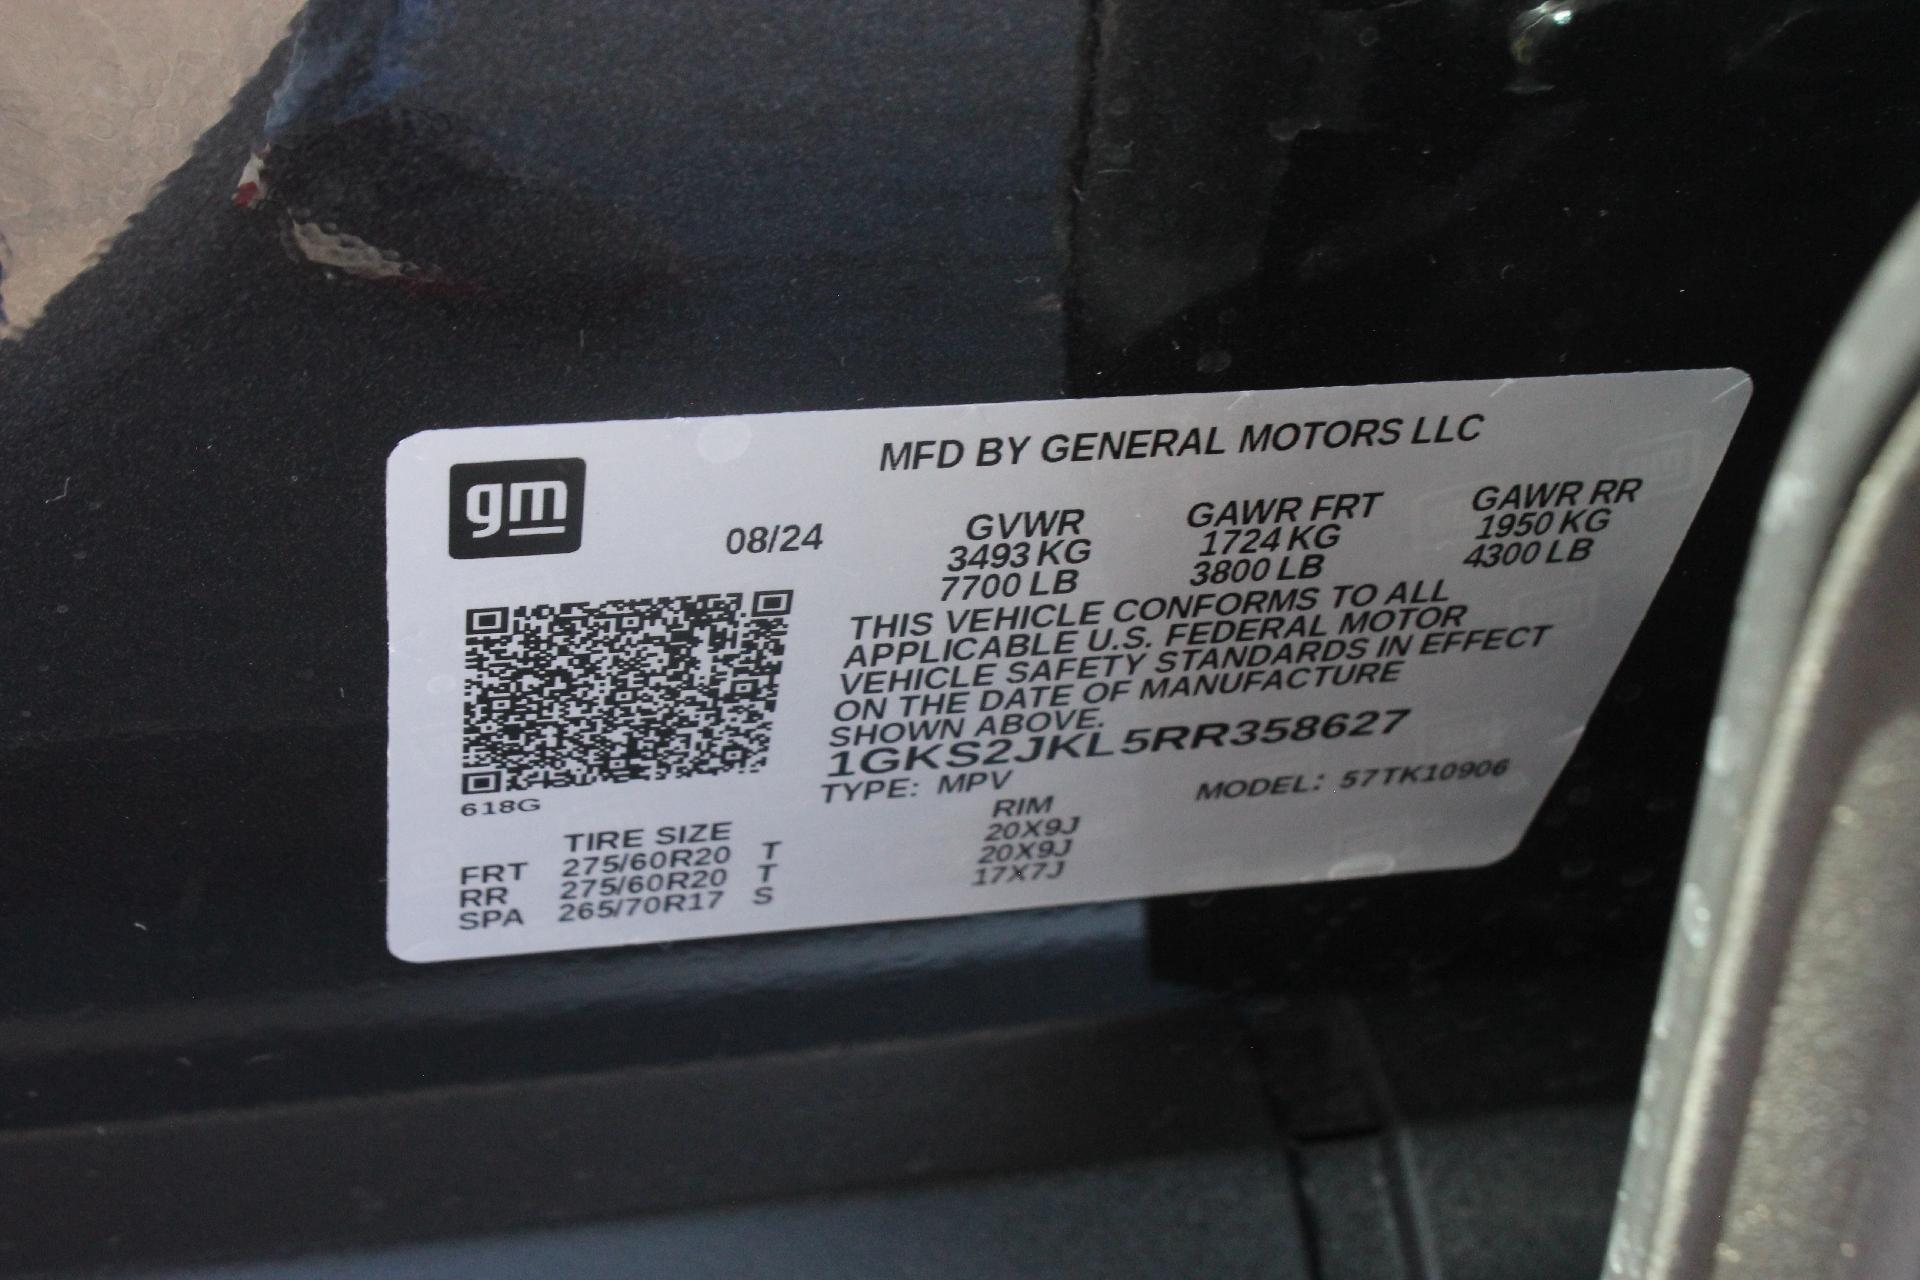 MFD BY GENERAL MOTORS LLC
gm
08/24
GVWR GAWR FRT GAWR RR
3493 KG 1724 KG 1950 KG
7700 LB 3800 LB 4300 LB
THIS VEHICLE CONFORMS TO ALL
APPLICABLE U.S. FEDERAL MOTOR
VEHICLE SAFETY STANDARDS IN EFFECT
ON THE DATE OF MANUFACTURE
SHOWN ABOVE.
1GKS2JKL5RR358627
TYPE: MPV MODEL: 57TK10906
618G
TIRE SIZE RIM
FRT 275/60R20 T 20X9J
RR 275/60R20 T 20X9J
SPA 265/70R17 S 17X7J